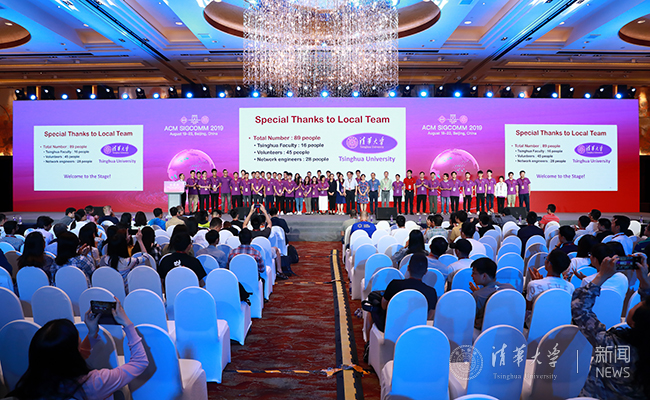 Special Thanks to Local Team
• Total Number : 89 people
• Tsinghua Faculty : 16 people
• Volunteers : 45 people
• Network engineers : 28 people
Welcome to the Stage!
清華大学
Tsinghua University
ACM SIGCOMM 2019
August 19-23, Beijing, China
Special Thanks to Local Team
• Total Number : 89 people
• Tsinghua Faculty : 16 people
• Volunteers : 45 people
• Network engineers : 28 people
清華大学
Tsinghua University
ACM SIGCOMM 2019
August 19-23, Beijing, China
Special Thanks to Local Team
• Total Number : 89 people
• Tsinghua Faculty : 16 people
• Volunteers : 45 people
• Network engineers : 28 people
Welcome to the Stage!
清華大学
Tsinghua University
清華大学
Tsinghua University
新闻
NEWS